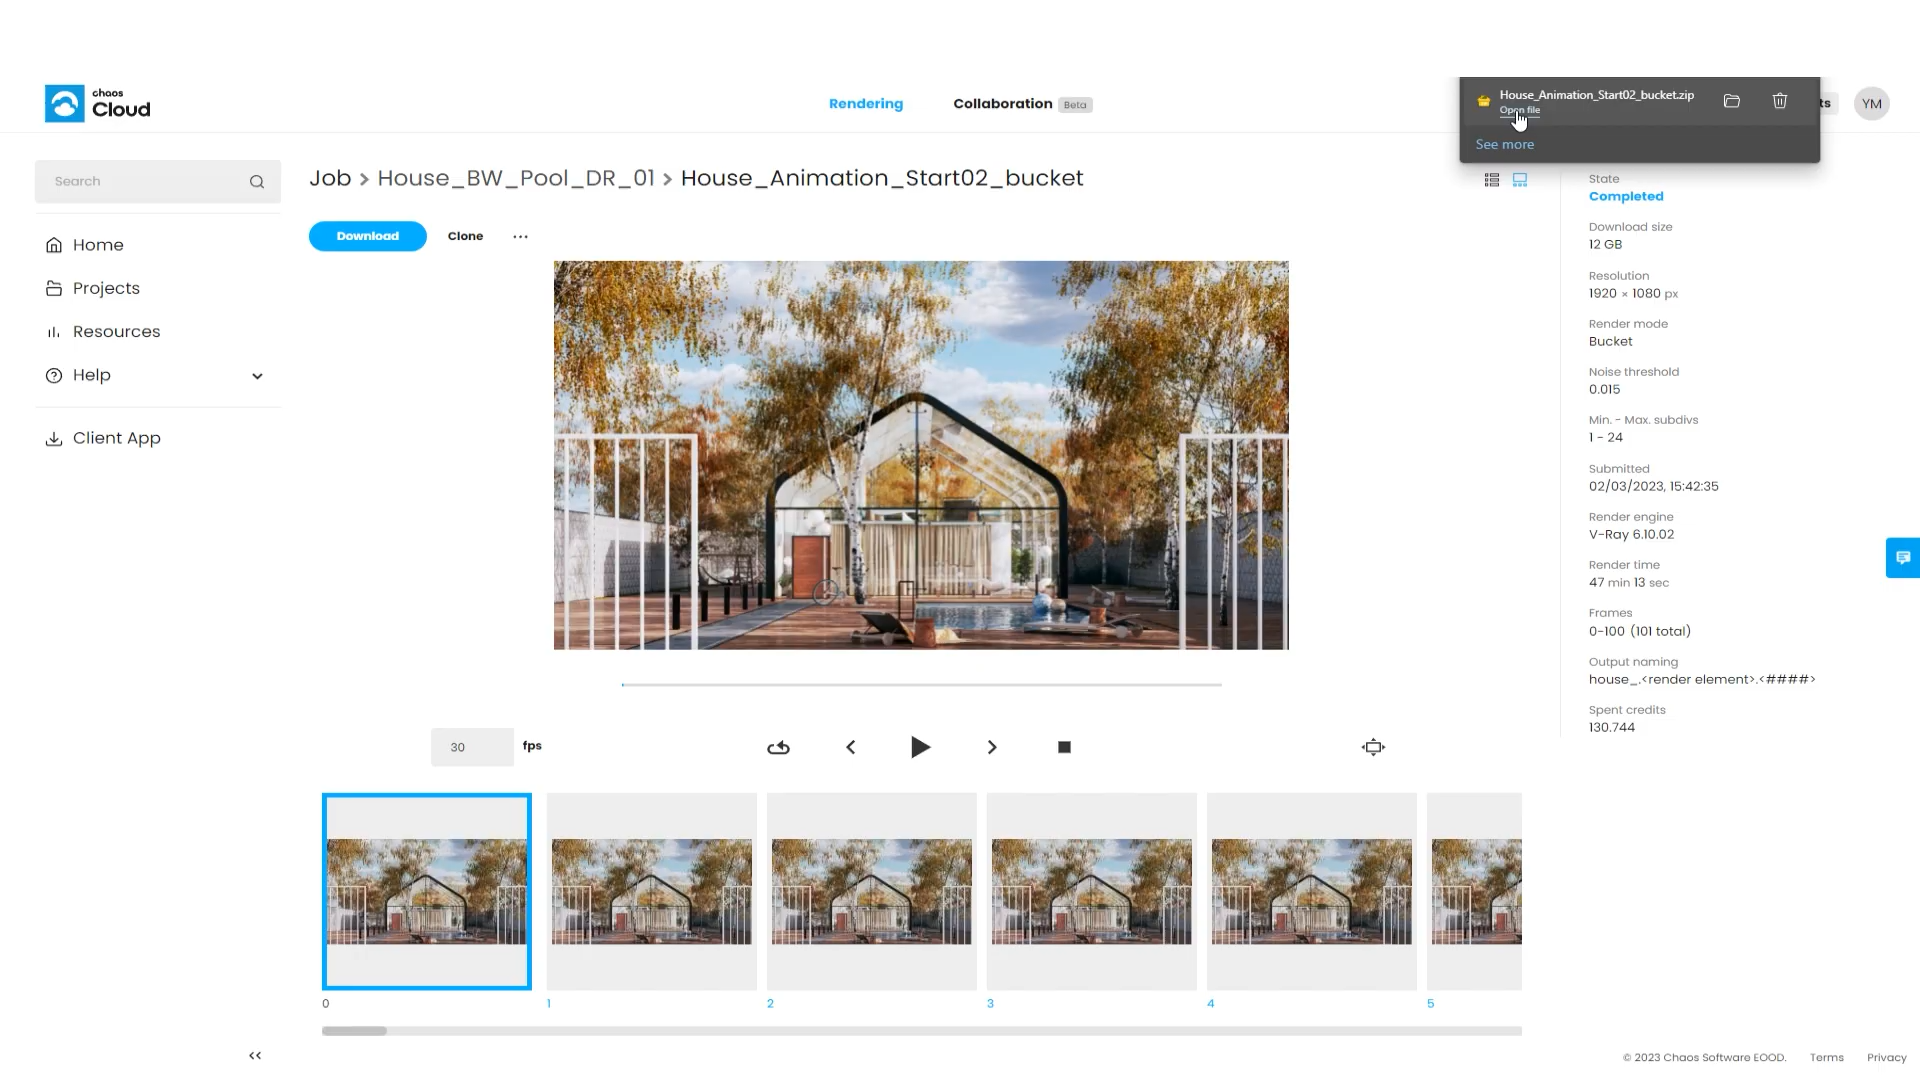 chaos
Cloud
Rendering
Collaboration Beta
House_Animation_Start02_bucket.zip
Open file
See more
ts
YM
Search
Home
Projects
Resources
Help
Client App
Job > House_BW_Pool_DR_01 > House_Animation_Start02_bucket
Download
Clone
...
State
Completed
Download size
12 GB
Resolution
1920 × 1080 px
Render mode
Bucket
Noise threshold
0.015
Min. - Max. subdivs
1 - 24
Submitted
02/03/2023, 15:42:35
Render engine
V-Ray 6.10.02
Render time
47 min 13 sec
Frames
0-100 (101 total)
Output naming
house_.<render element>.<####>
Spent credits
130.744
30 fps
0 1 2 3 4 5
© 2023 Chaos Software EOOD. Terms Privacy